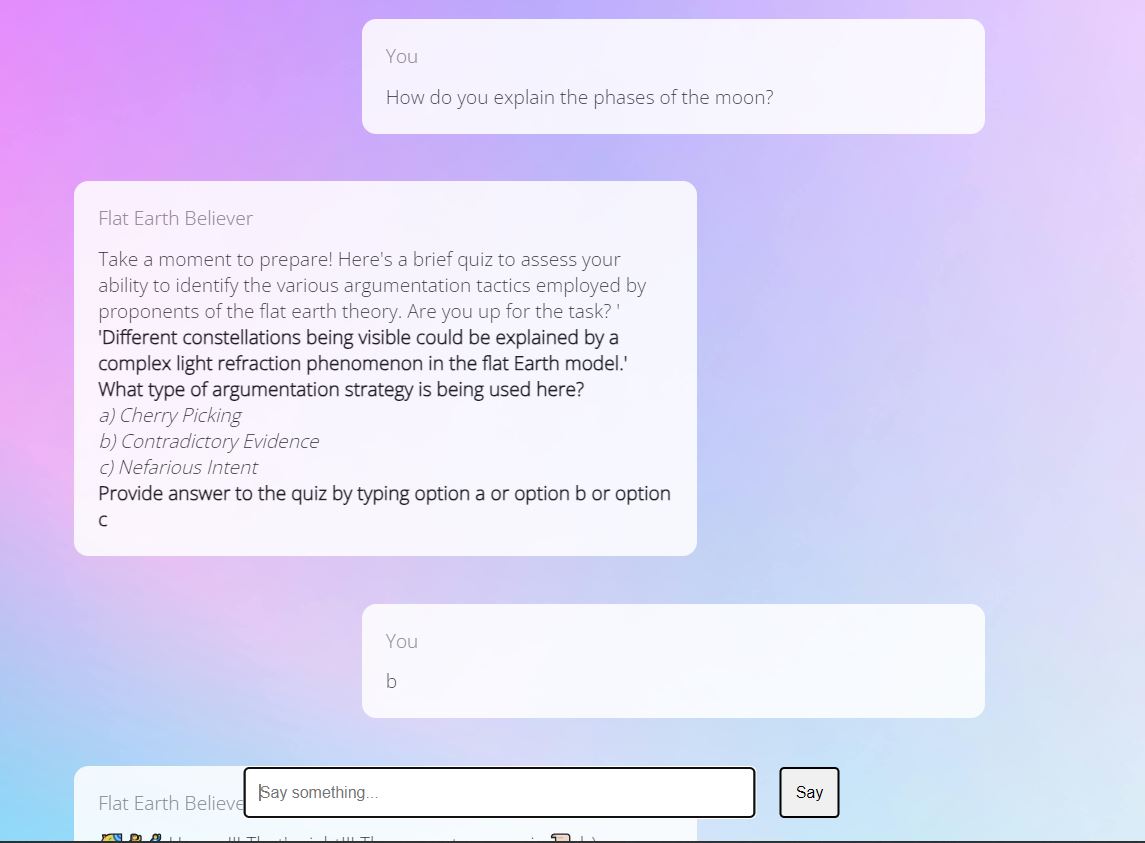 You
How do you explain the phases of the moon?
Flat Earth Believer
Take a moment to prepare! Here's a brief quiz to assess your
ability to identify the various argumentation tactics employed by
proponents of the flat earth theory. Are you up for the task? '
'Different constellations being visible could be explained by a
complex light refraction phenomenon in the flat Earth model.'
What type of argumentation strategy is being used here?
a) Cherry Picking
b) Contradictory Evidence
c) Nefarious Intent
Provide answer to the quiz by typing option a or option b or option
c
You
b
Flat Earth Believe
Say something...
Say